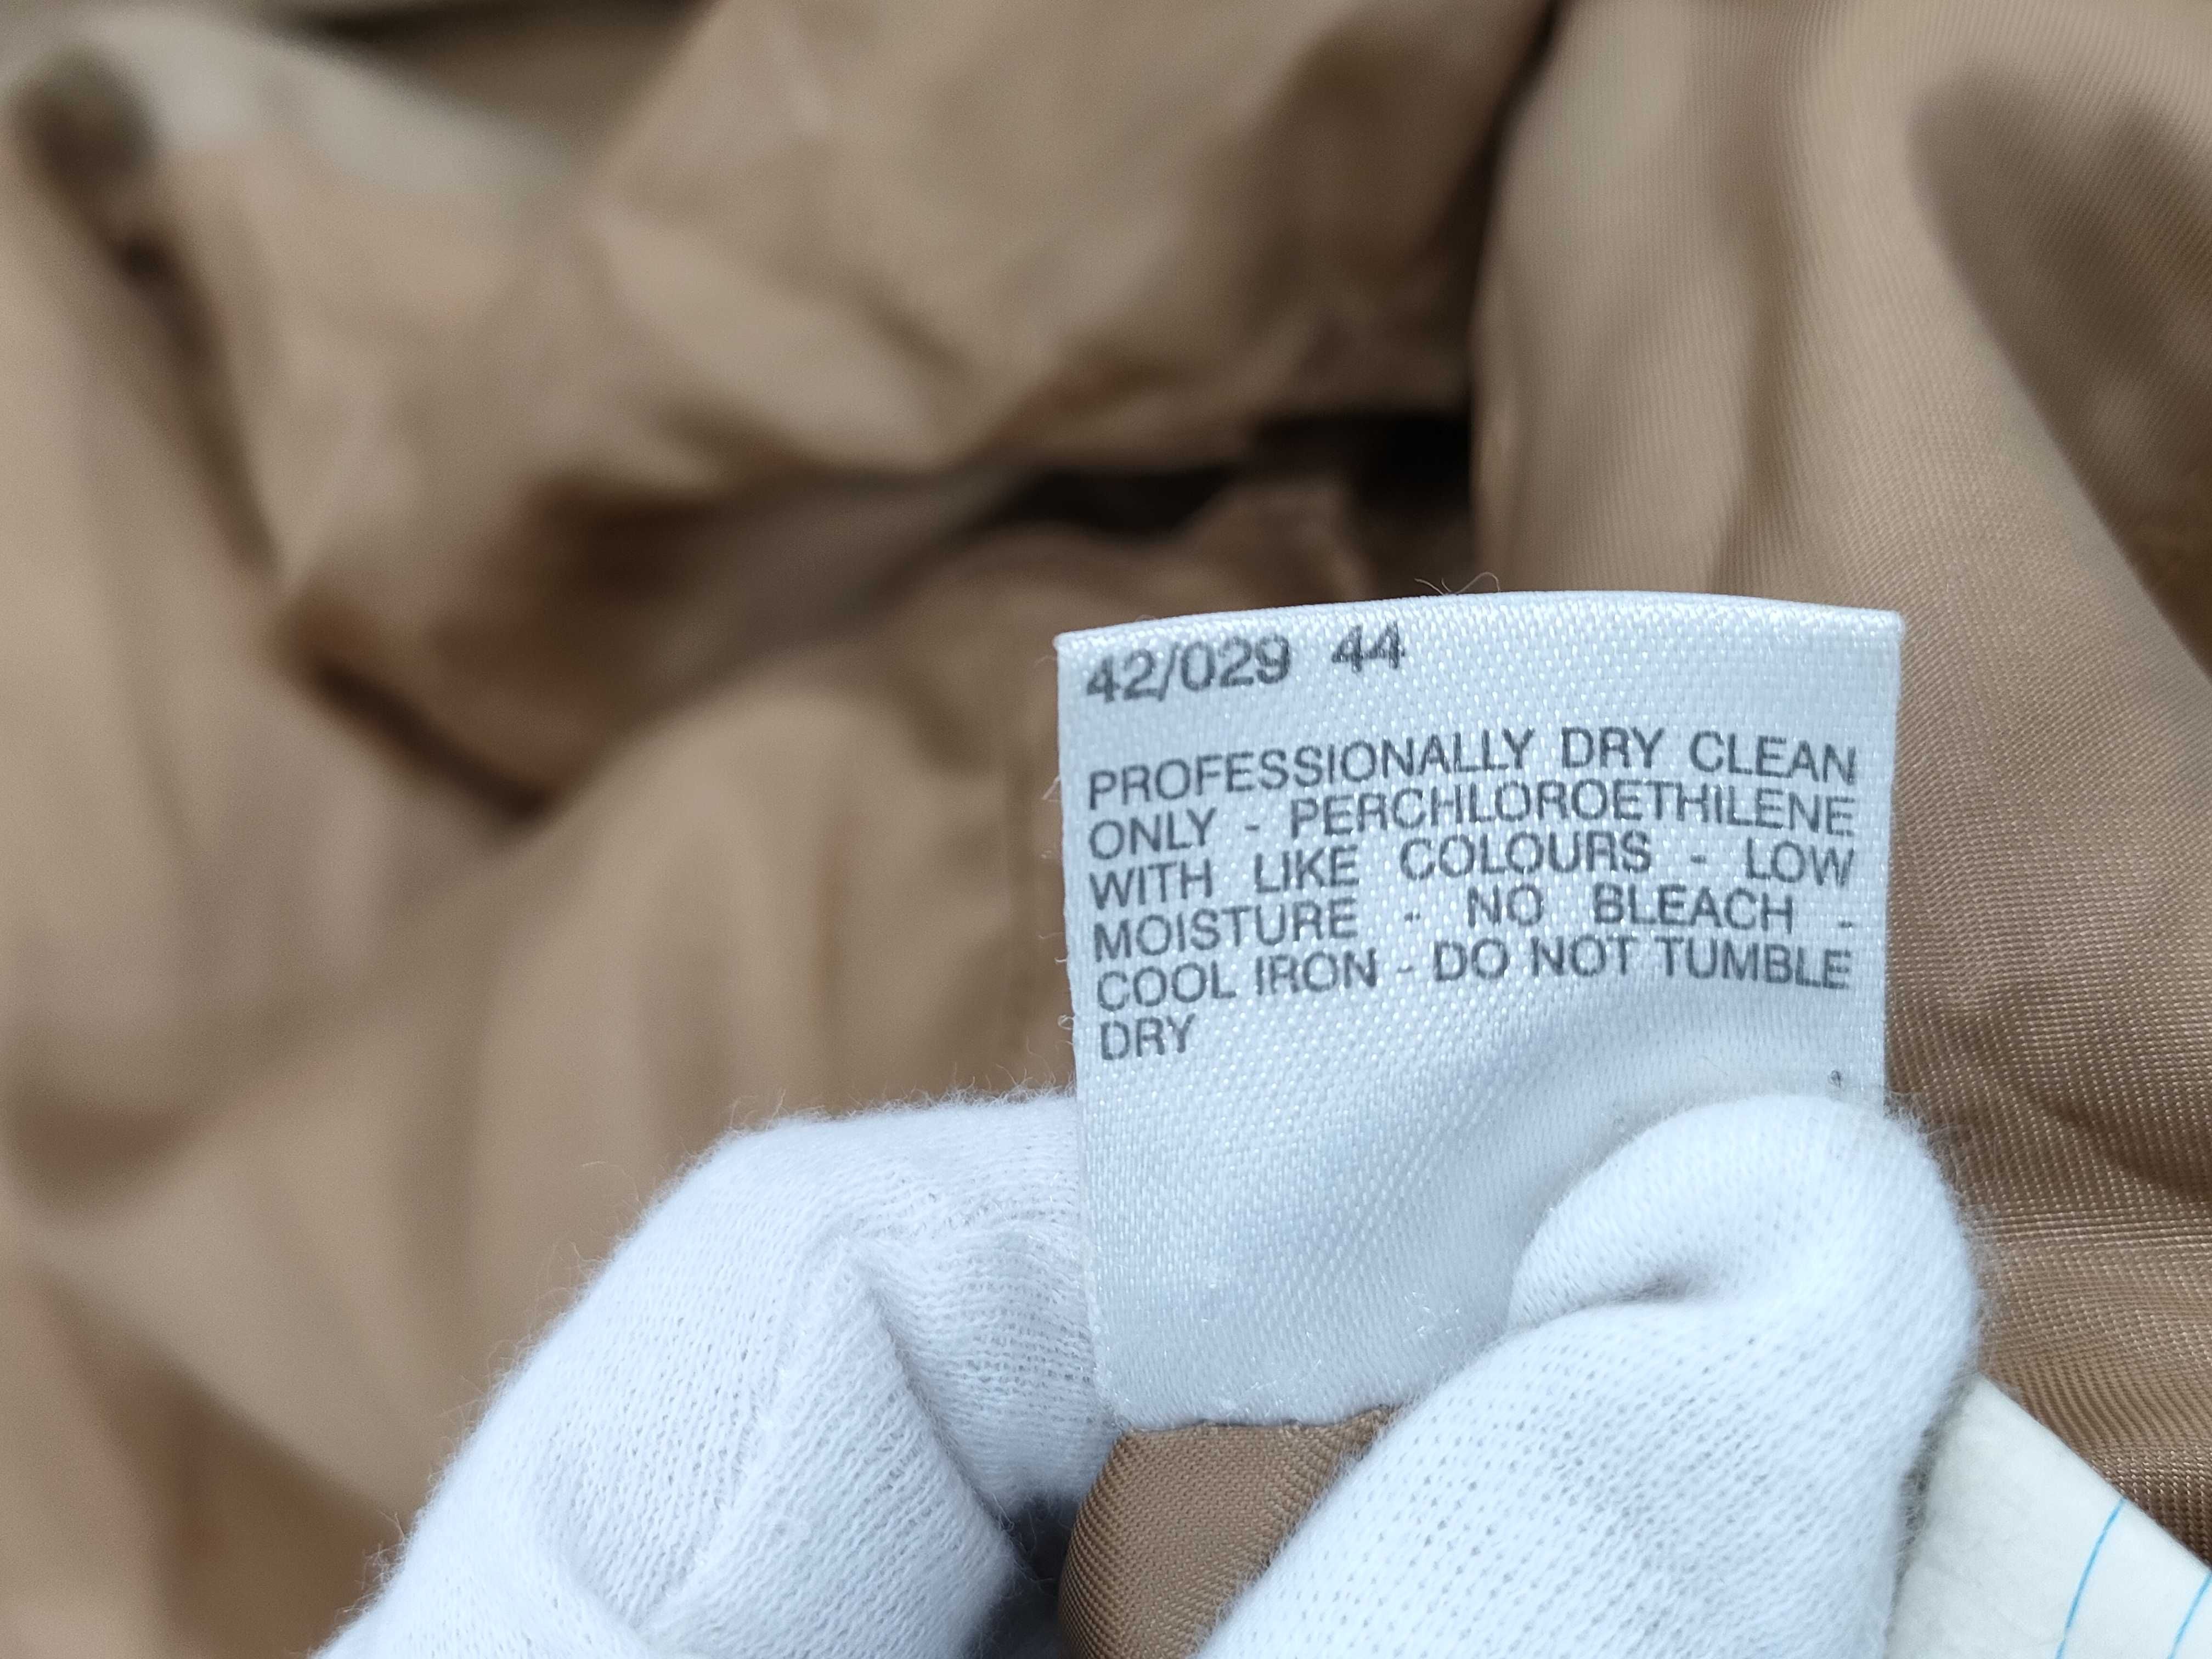 42/029 44
PROFESSIONALLY DRY CLEAN
ONLY - PERCHLOROETHILENE
WITH LIKE COLOURS - LOW
MOISTURE - NO BLEACH -
COOL IRON - DO NOT TUMBLE
DRY